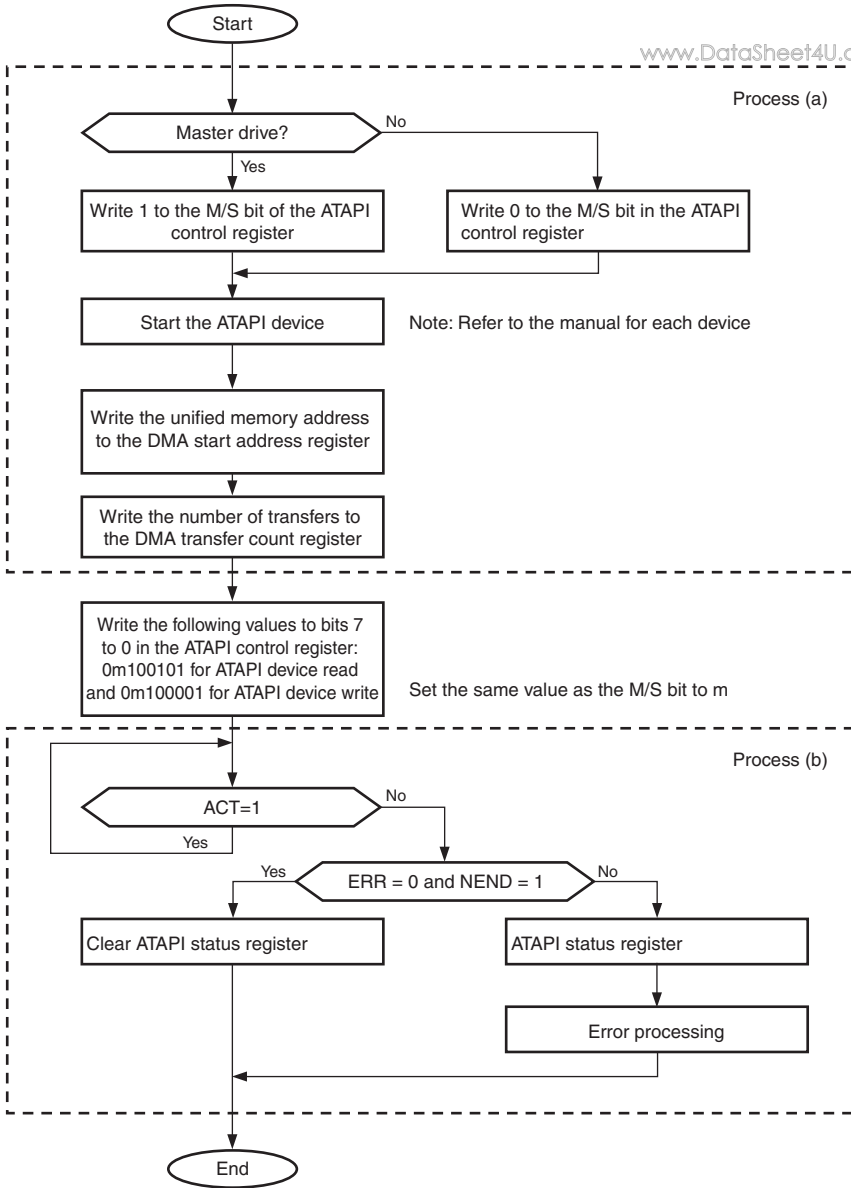 Start
www.DataSheet4U.c
Process (a)
Master drive?
No
Yes
Write 1 to the M/S bit of the ATAPI
control register
Write 0 to the M/S bit in the ATAPI
control register
Start the ATAPI device
Note: Refer to the manual for each device
Write the unified memory address
to the DMA start address register
Write the number of transfers to
the DMA transfer count register
Write the following values to bits 7
to 0 in the ATAPI control register:
0m100101 for ATAPI device read
and 0m100001 for ATAPI device write
Set the same value as the M/S bit to m
Process (b)
ACT=1
No
Yes
Yes
ERR = 0 and NEND = 1
No
Clear ATAPI status register
ATAPI status register
Error processing
End